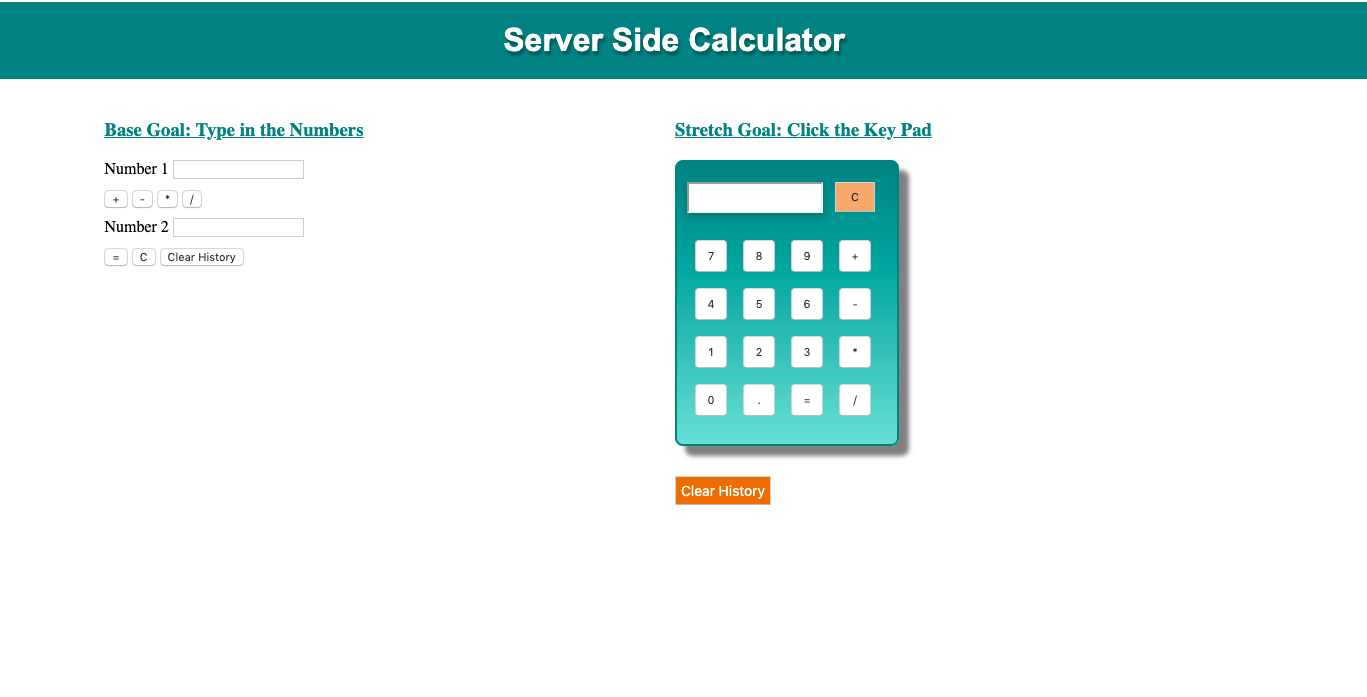 Server Side Calculator
Base Goal: Type in the Numbers
Number 1
+ - * /
Number 2
= C Clear History
Stretch Goal: Click the Key Pad
C
7 8 9 +
4 5 6 -
1 2 3 *
0 . = /
Clear History